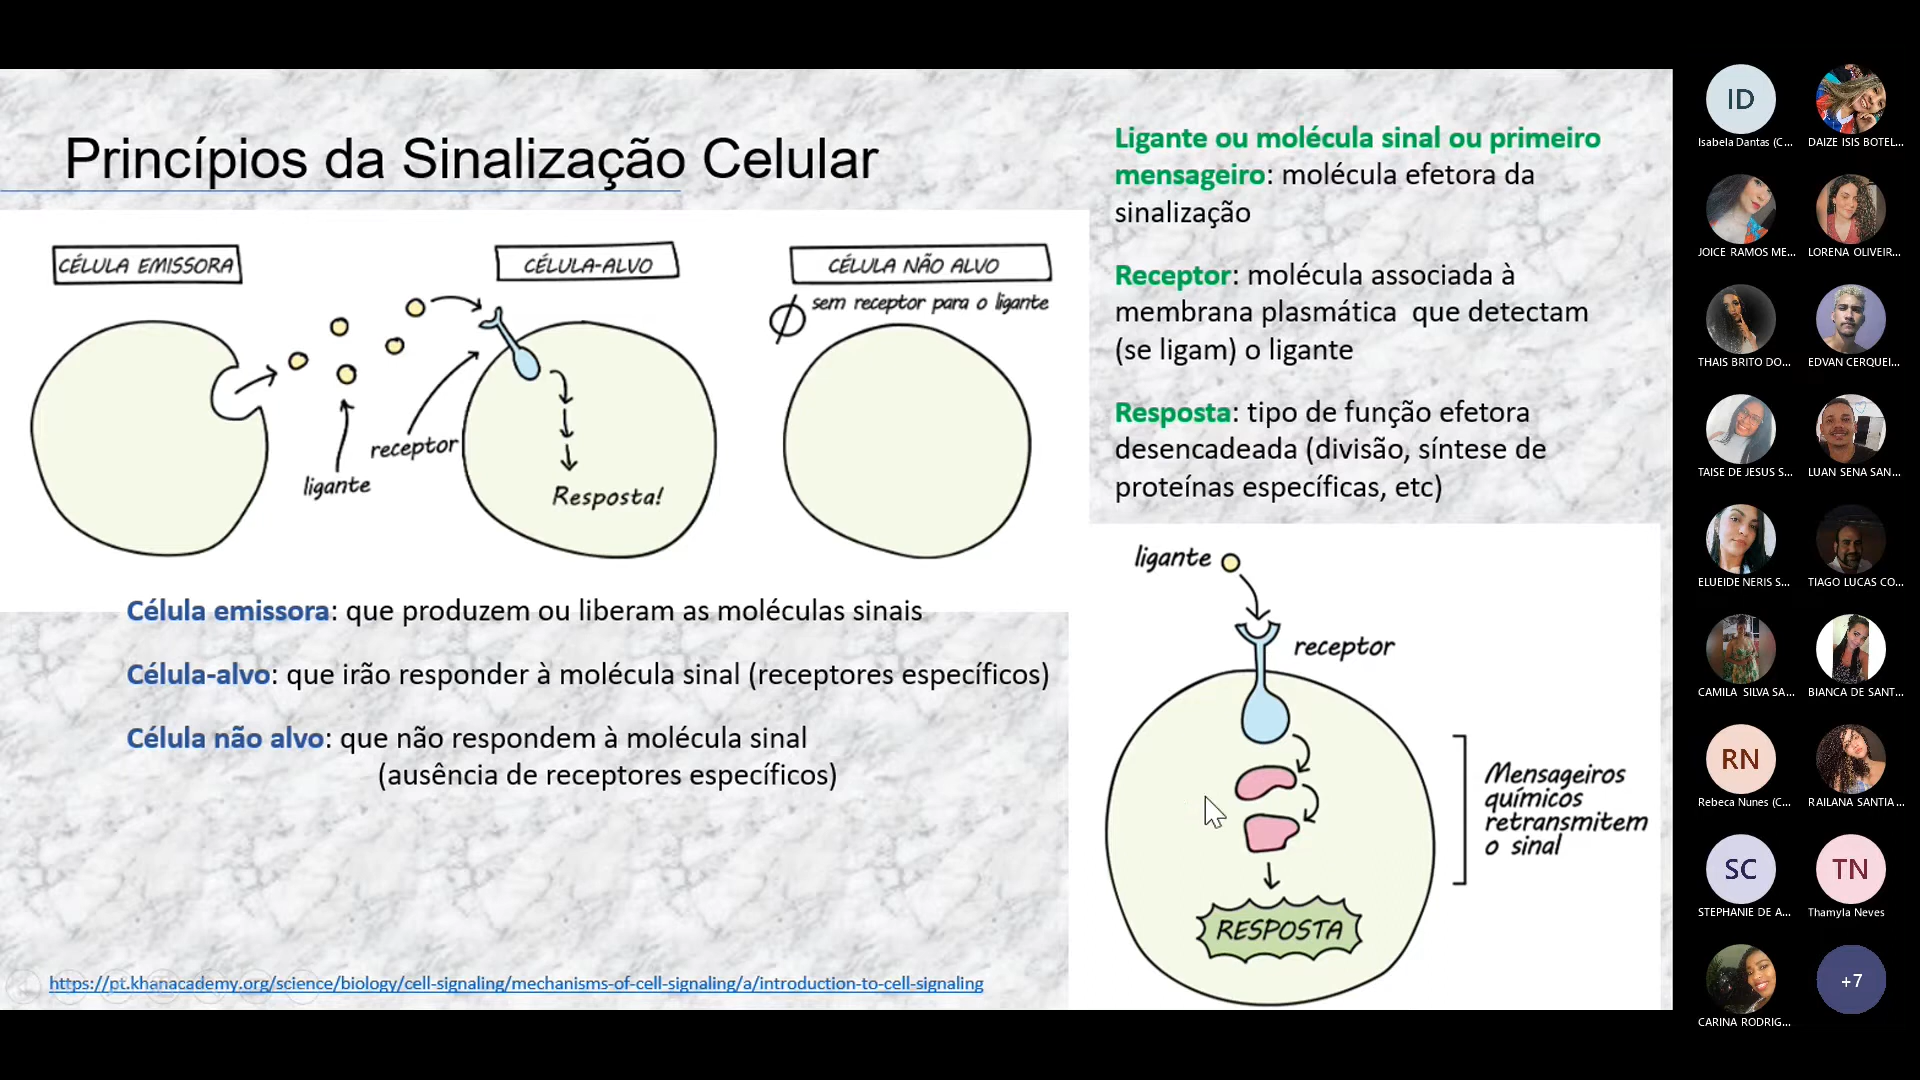 Princípios da Sinalização Celular
CÉLULA EMISSORA
CÉLULA-ALVO
CÉLULA NÃO ALVO
sem receptor para o ligante
receptor
ligante
Resposta!
Célula emissora: que produzem ou liberam as moléculas sinais
Célula-alvo: que irão responder à molécula sinal (receptores específicos)
Célula não alvo: que não respondem à molécula sinal
(ausência de receptores específicos)
https://pt.khanacademy.org/science/biology/cell-signaling/mechanisms-of-cell-signaling/a/introduction-to-cell-signaling
Ligante ou molécula sinal ou primeiro
mensageiro: molécula efetora da
sinalização
Receptor: molécula associada à
membrana plasmática que detectam
(se ligam) o ligante
Resposta: tipo de função efetora
desencadeada (divisão, síntese de
proteínas específicas, etc)
ligante
receptor
Mensageiros
químicos
retransmitem
o sinal
RESPOSTA
ID
Isabela Dantas (C...
DAIZE ISIS BOTEL...
JOICE RAMOS ME...
LORENA OLIVEIR...
THAIS BRITO DO...
EDVAN CERQUEI...
TAISE DE JESUS S...
LUAN SENA SAN...
ELUEIDE NERIS S...
TIAGO LUCAS CO...
CAMILA SILVA SA...
BIANCA DE SANT...
RN
Rebeca Nunes (C...
RAILANA SANTIA...
SC
STEPHANIE DE A...
TN
Thamyla Neves
CARINA RODRIG...
+7